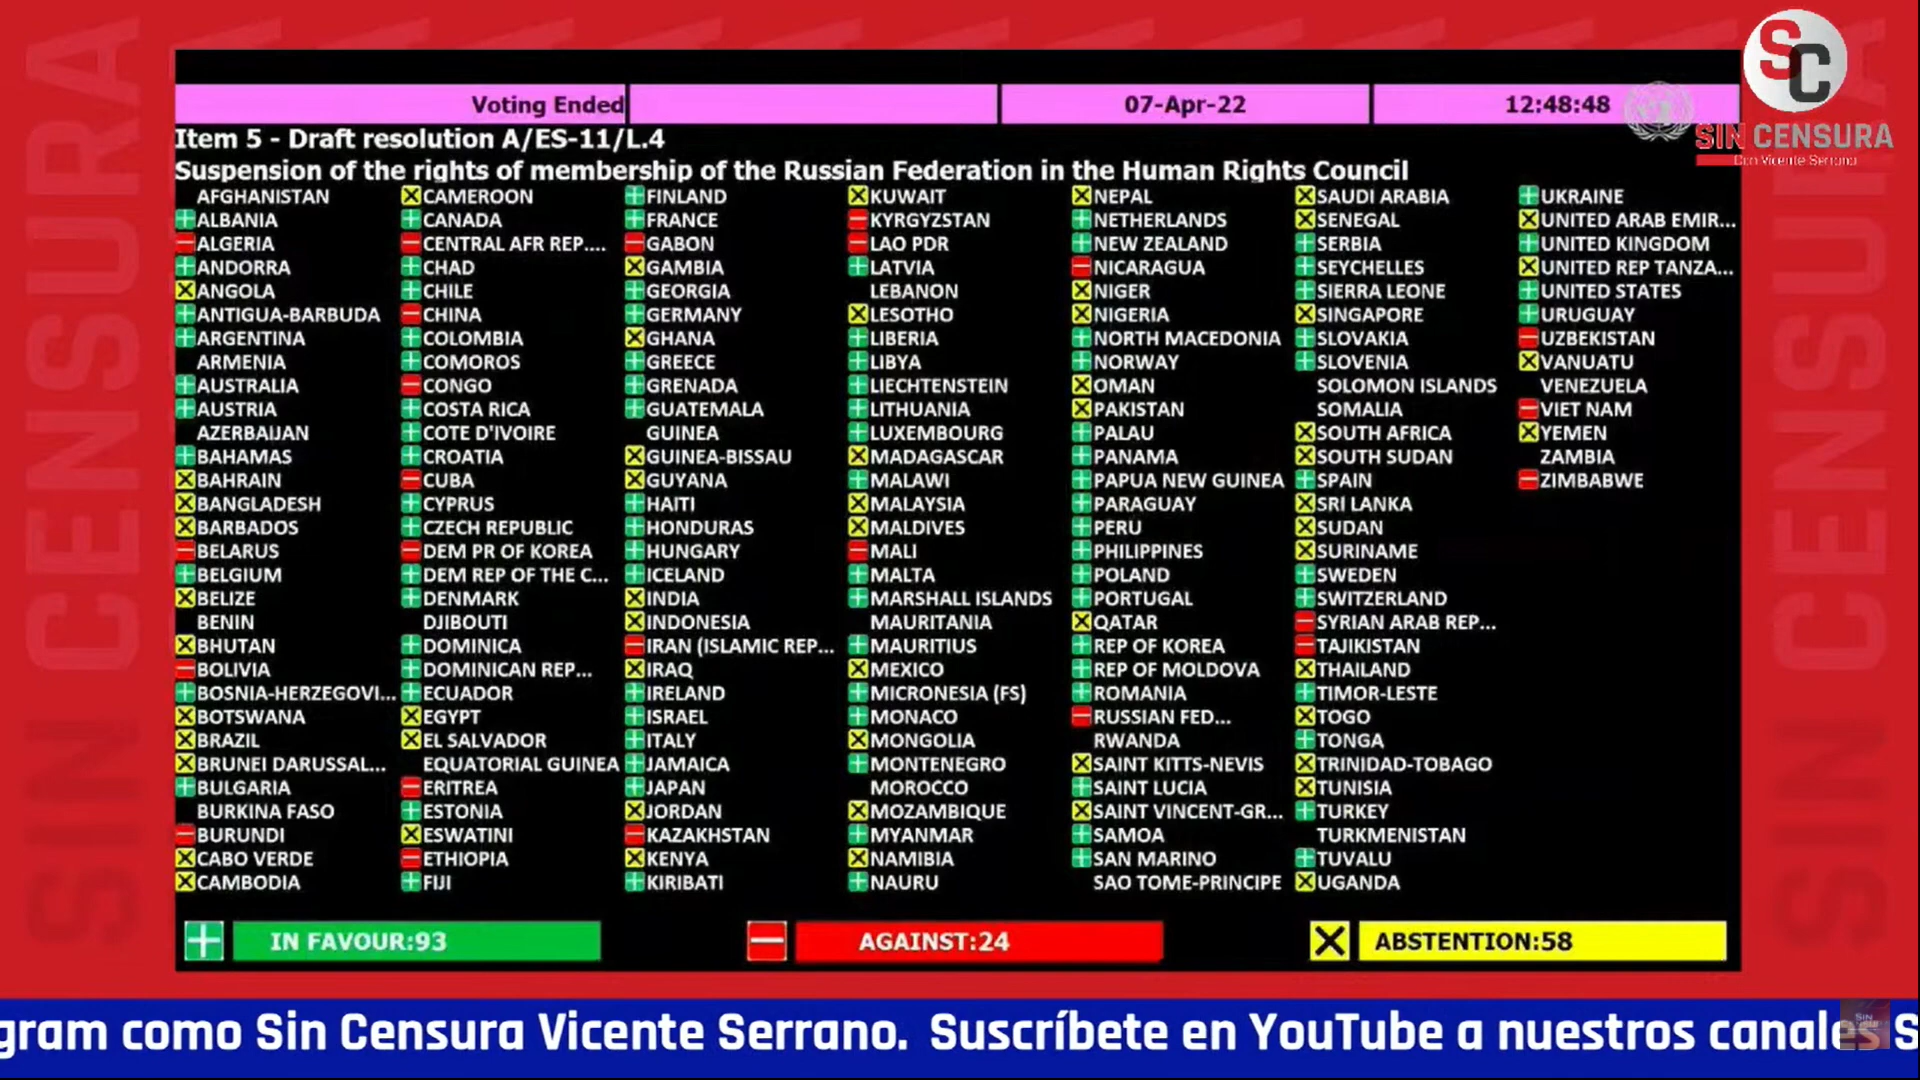 SC
SIN CENSURA
Con Vicente Serrano
SIN CENSURA
SIN CENSURA
Voting Ended
07-Apr-22
12:48:48
Item 5 - Draft resolution A/ES-11/L.4
Suspension of the rights of membership of the Russian Federation in the Human Rights Council
AFGHANISTAN
ALBANIA
ALGERIA
ANDORRA
ANGOLA
ANTIGUA-BARBUDA
ARGENTINA
ARMENIA
AUSTRALIA
AUSTRIA
AZERBAIJAN
BAHAMAS
BAHRAIN
BANGLADESH
BARBADOS
BELARUS
BELGIUM
BELIZE
BENIN
BHUTAN
BOLIVIA
BOSNIA-HERZEGOVI...
BOTSWANA
BRAZIL
BRUNEI DARUSSAL...
BULGARIA
BURKINA FASO
BURUNDI
CABO VERDE
CAMBODIA
CAMEROON
CANADA
CENTRAL AFR REP....
CHAD
CHILE
CHINA
COLOMBIA
COMOROS
CONGO
COSTA RICA
COTE D'IVOIRE
CROATIA
CUBA
CYPRUS
CZECH REPUBLIC
DEM PR OF KOREA
DEM REP OF THE C...
DENMARK
DJIBOUTI
DOMINICA
DOMINICAN REP...
ECUADOR
EGYPT
EL SALVADOR
EQUATORIAL GUINEA
ERITREA
ESTONIA
ESWATINI
ETHIOPIA
FIJI
FINLAND
FRANCE
GABON
GAMBIA
GEORGIA
GERMANY
GHANA
GREECE
GRENADA
GUATEMALA
GUINEA
GUINEA-BISSAU
GUYANA
HAITI
HONDURAS
HUNGARY
ICELAND
INDIA
INDONESIA
IRAN (ISLAMIC REP...
IRAQ
IRELAND
ISRAEL
ITALY
JAMAICA
JAPAN
JORDAN
KAZAKHSTAN
KENYA
KIRIBATI
KUWAIT
KYRGYZSTAN
LAO PDR
LATVIA
LEBANON
LESOTHO
LIBERIA
LIBYA
LIECHTENSTEIN
LITHUANIA
LUXEMBOURG
MADAGASCAR
MALAWI
MALAYSIA
MALDIVES
MALI
MALTA
MARSHALL ISLANDS
MAURITANIA
MAURITIUS
MEXICO
MICRONESIA (FS)
MONACO
MONGOLIA
MONTENEGRO
MOROCCO
MOZAMBIQUE
MYANMAR
NAMIBIA
NAURU
NEPAL
NETHERLANDS
NEW ZEALAND
NICARAGUA
NIGER
NIGERIA
NORTH MACEDONIA
NORWAY
OMAN
PAKISTAN
PALAU
PANAMA
PAPUA NEW GUINEA
PARAGUAY
PERU
PHILIPPINES
POLAND
PORTUGAL
QATAR
REP OF KOREA
REP OF MOLDOVA
ROMANIA
RUSSIAN FED...
RWANDA
SAINT KITTS-NEVIS
SAINT LUCIA
SAINT VINCENT-GR...
SAMOA
SAN MARINO
SAO TOME-PRINCIPE
SAUDI ARABIA
SENEGAL
SERBIA
SEYCHELLES
SIERRA LEONE
SINGAPORE
SLOVAKIA
SLOVENIA
SOLOMON ISLANDS
SOMALIA
SOUTH AFRICA
SOUTH SUDAN
SPAIN
SRI LANKA
SUDAN
SURINAME
SWEDEN
SWITZERLAND
SYRIAN ARAB REP...
TAJIKISTAN
THAILAND
TIMOR-LESTE
TOGO
TONGA
TRINIDAD-TOBAGO
TUNISIA
TURKEY
TURKMENISTAN
TUVALU
UGANDA
UKRAINE
UNITED ARAB EMIR...
UNITED KINGDOM
UNITED REP TANZA...
UNITED STATES
URUGUAY
UZBEKISTAN
VANUATU
VENEZUELA
VIET NAM
YEMEN
ZAMBIA
ZIMBABWE
IN FAVOUR:93
AGAINST:24
ABSTENTION:58
gram como Sin Censura Vicente Serrano. Suscríbete en YouTube a nuestros canales S